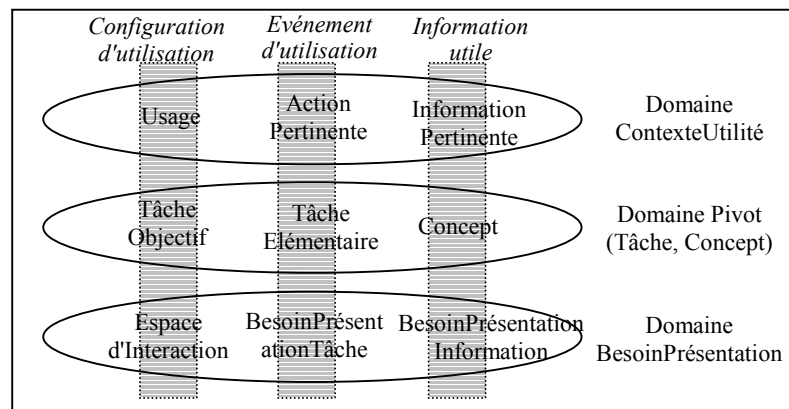 Configuration
d'utilisation
Evénement
d'utilisation
Information
utile
Usage
Action
Pertinente
Information
Pertinente
Domaine
ContexteUtilité
Tâche
Objectif
Tâche
Elémentaire
Concept
Domaine Pivot
(Tâche, Concept)
Espace
d'Interaction
BesoinPrésent
ationTâche
BesoinPrésentation
Information
Domaine
BesoinPrésentation